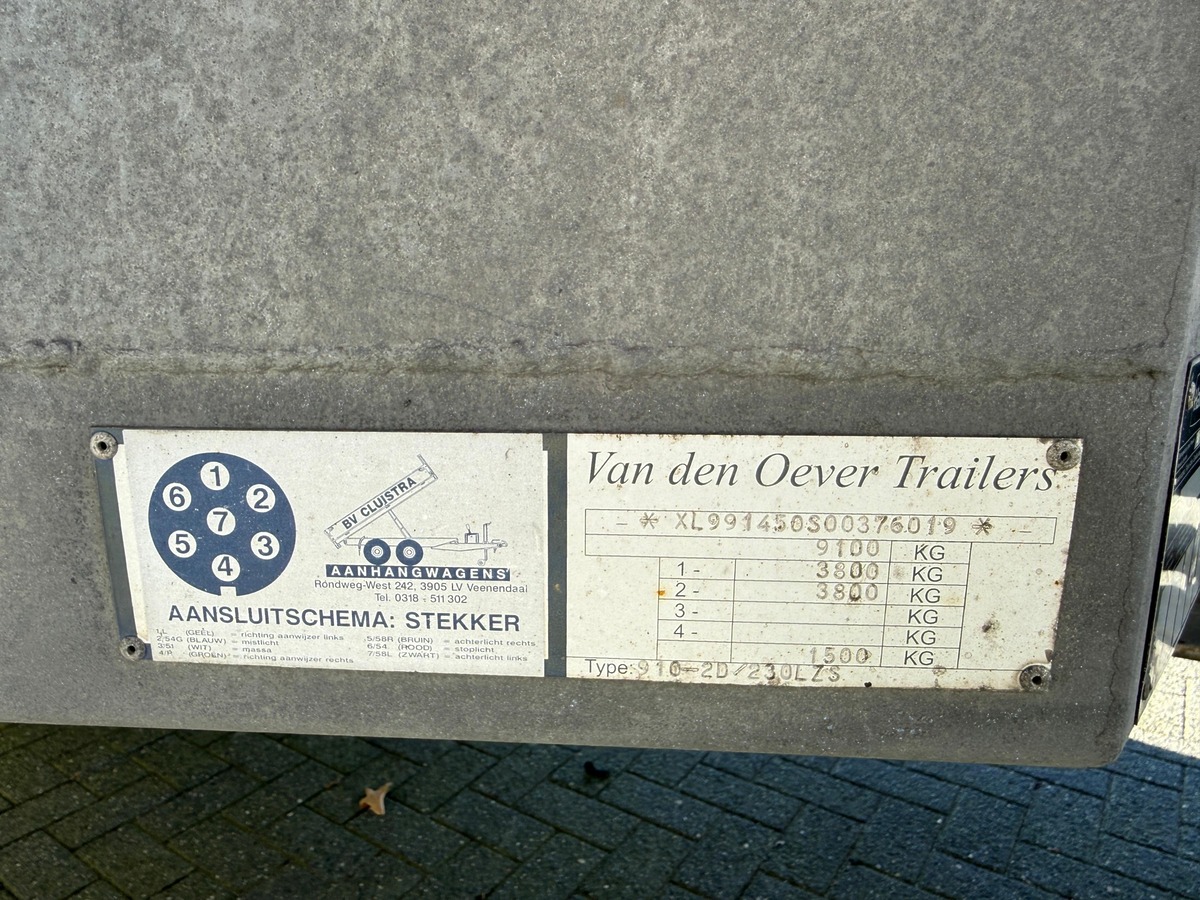 1
6 2
7
5 3
4
BV CLUISTRA
AANHANGWAGENS
Rondweg-West 242, 3905 LV Veenendaal
Tel. 0318 - 511 302
AANSLUITSCHEMA: STEKKER
1/L (GEEL) = richting aanwijzer links 5/58R (BRUIN) = achterlicht rechts
2/54G (BLAUW) = mistlicht 6/54 (ROOD) = stoplicht
3/31 (WIT) = massa 7/58L (ZWART) = achterlicht links
4/R (GROEN) = richting aanwijzer rechts
Van den Oever Trailers
- * XL991450S00376019 * -
9100 KG
1 - 3800 KG
2 - 3800 KG
3 - KG
4 - KG
1500 KG
Type: 910-2D/230LZS